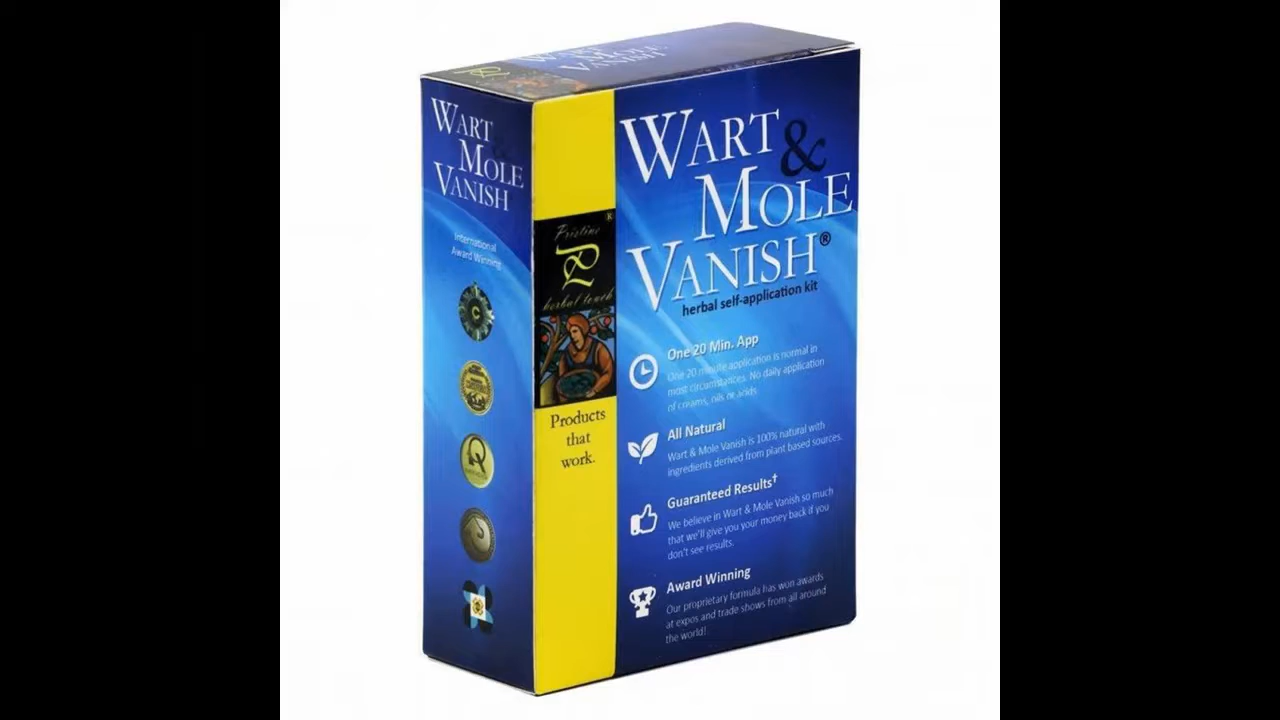 WART & MOLE
VANISH
WART
MOLE
VANISH
International
Award Winning
C
Pristine
®
herbal touch
Products
that
work.
WART &
MOLE
VANISH®
herbal self-application kit
One 20 Min. App
One 20 minute application is normal in
most circumstances. No daily application
of creams, oils or acids
All Natural
Wart & Mole Vanish is 100% natural with
ingredients derived from plant based sources.
Guaranteed Results†
We believe in Wart & Mole Vanish so much
that we'll give you your money back if you
don't see results.
Award Winning
Our proprietary formula has won awards
at expos and trade shows from all around
the world!